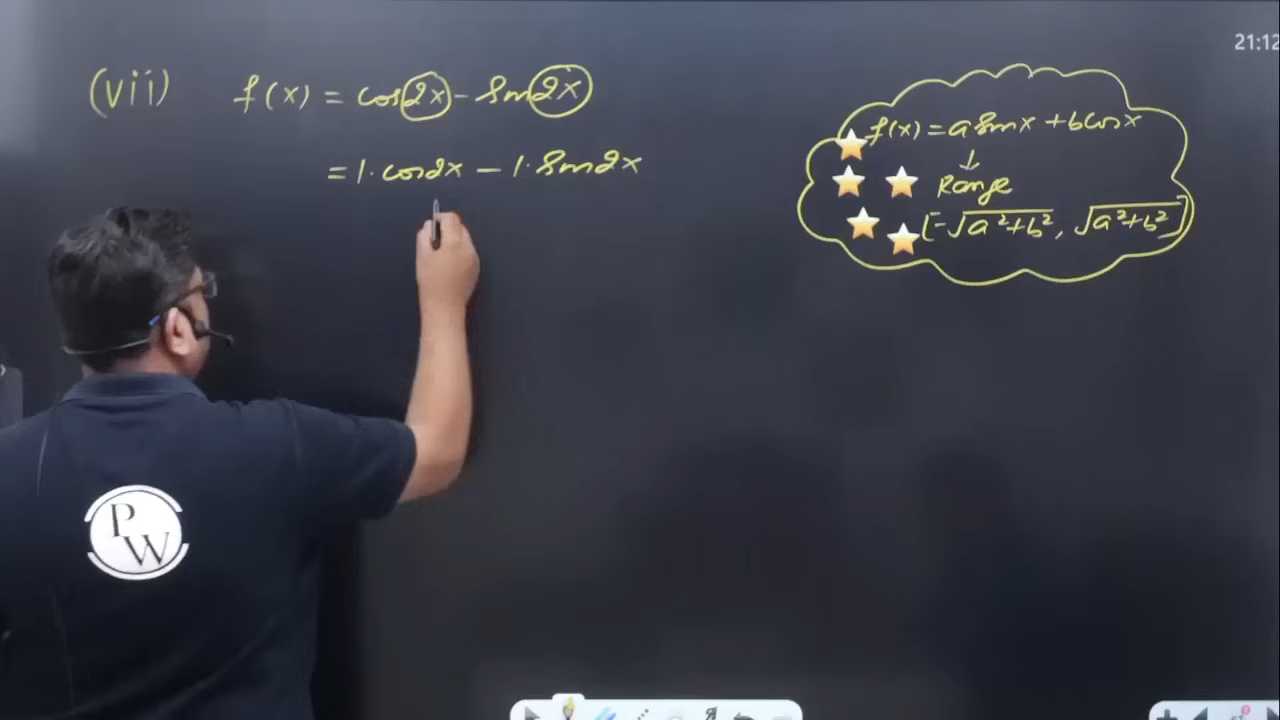 21:12
(vii) f(x) = cos2x - sin2x
= 1. cos2x - 1. sin2x
f(x) = a sinx + b cosx
↓
Range
[-√a²+b², √a²+b²]
PW